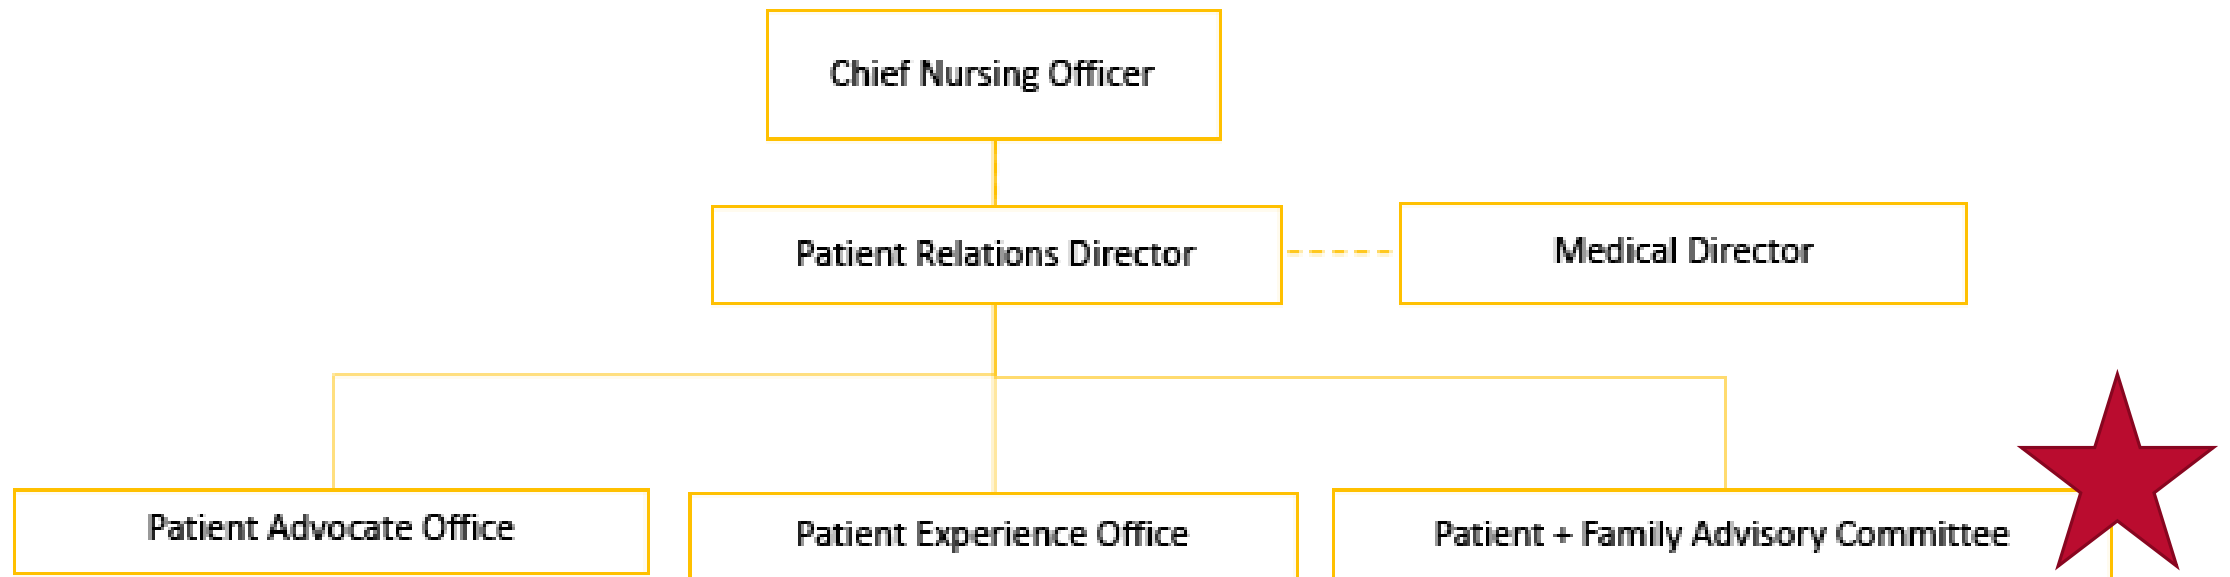 Chief Nursing Officer
Patient Relations Director
Medical Director
Patient Advocate Office
Patient Experience Office
Patient + Family Advisory Committee